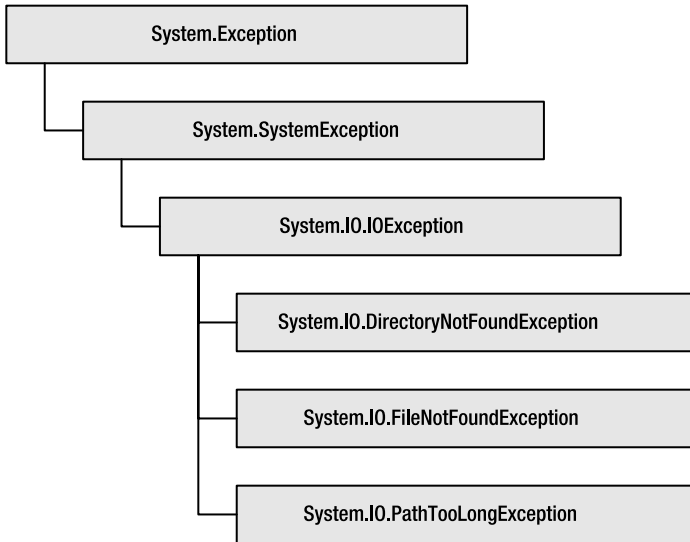 System.Exception
System.SystemException
System.IO.IOException
System.IO.DirectoryNotFoundException
System.IO.FileNotFoundException
System.IO.PathTooLongException